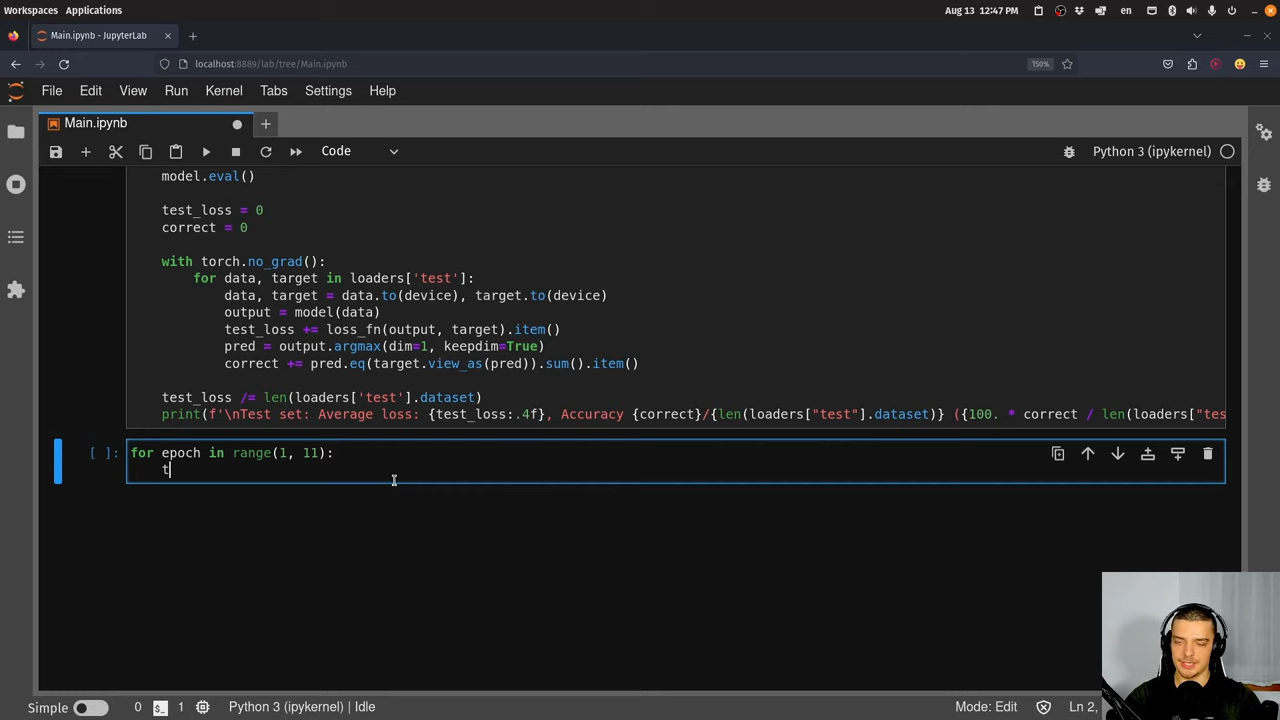 Workspaces Applications Aug 13 12:47 PM en
Main.ipynb - JupyterLab
localhost:8889/lab/tree/Main.ipynb 150%
File Edit View Run Kernel Tabs Settings Help
Main.ipynb
Code Python 3 (ipykernel)
model.eval()
test_loss = 0
correct = 0
with torch.no_grad():
for data, target in loaders['test']:
data, target = data.to(device), target.to(device)
output = model(data)
test_loss += loss_fn(output, target).item()
pred = output.argmax(dim=1, keepdim=True)
correct += pred.eq(target.view_as(pred)).sum().item()
test_loss /= len(loaders['test'].dataset)
print(f'\nTest set: Average loss: {test_loss:.4f}, Accuracy {correct}/{len(loaders["test"].dataset)} ({100. * correct / len(loaders["tes
[ ]: for epoch in range(1, 11):
t
Simple 0 $_ 1 Python 3 (ipykernel) | Idle Mode: Edit Ln 2,